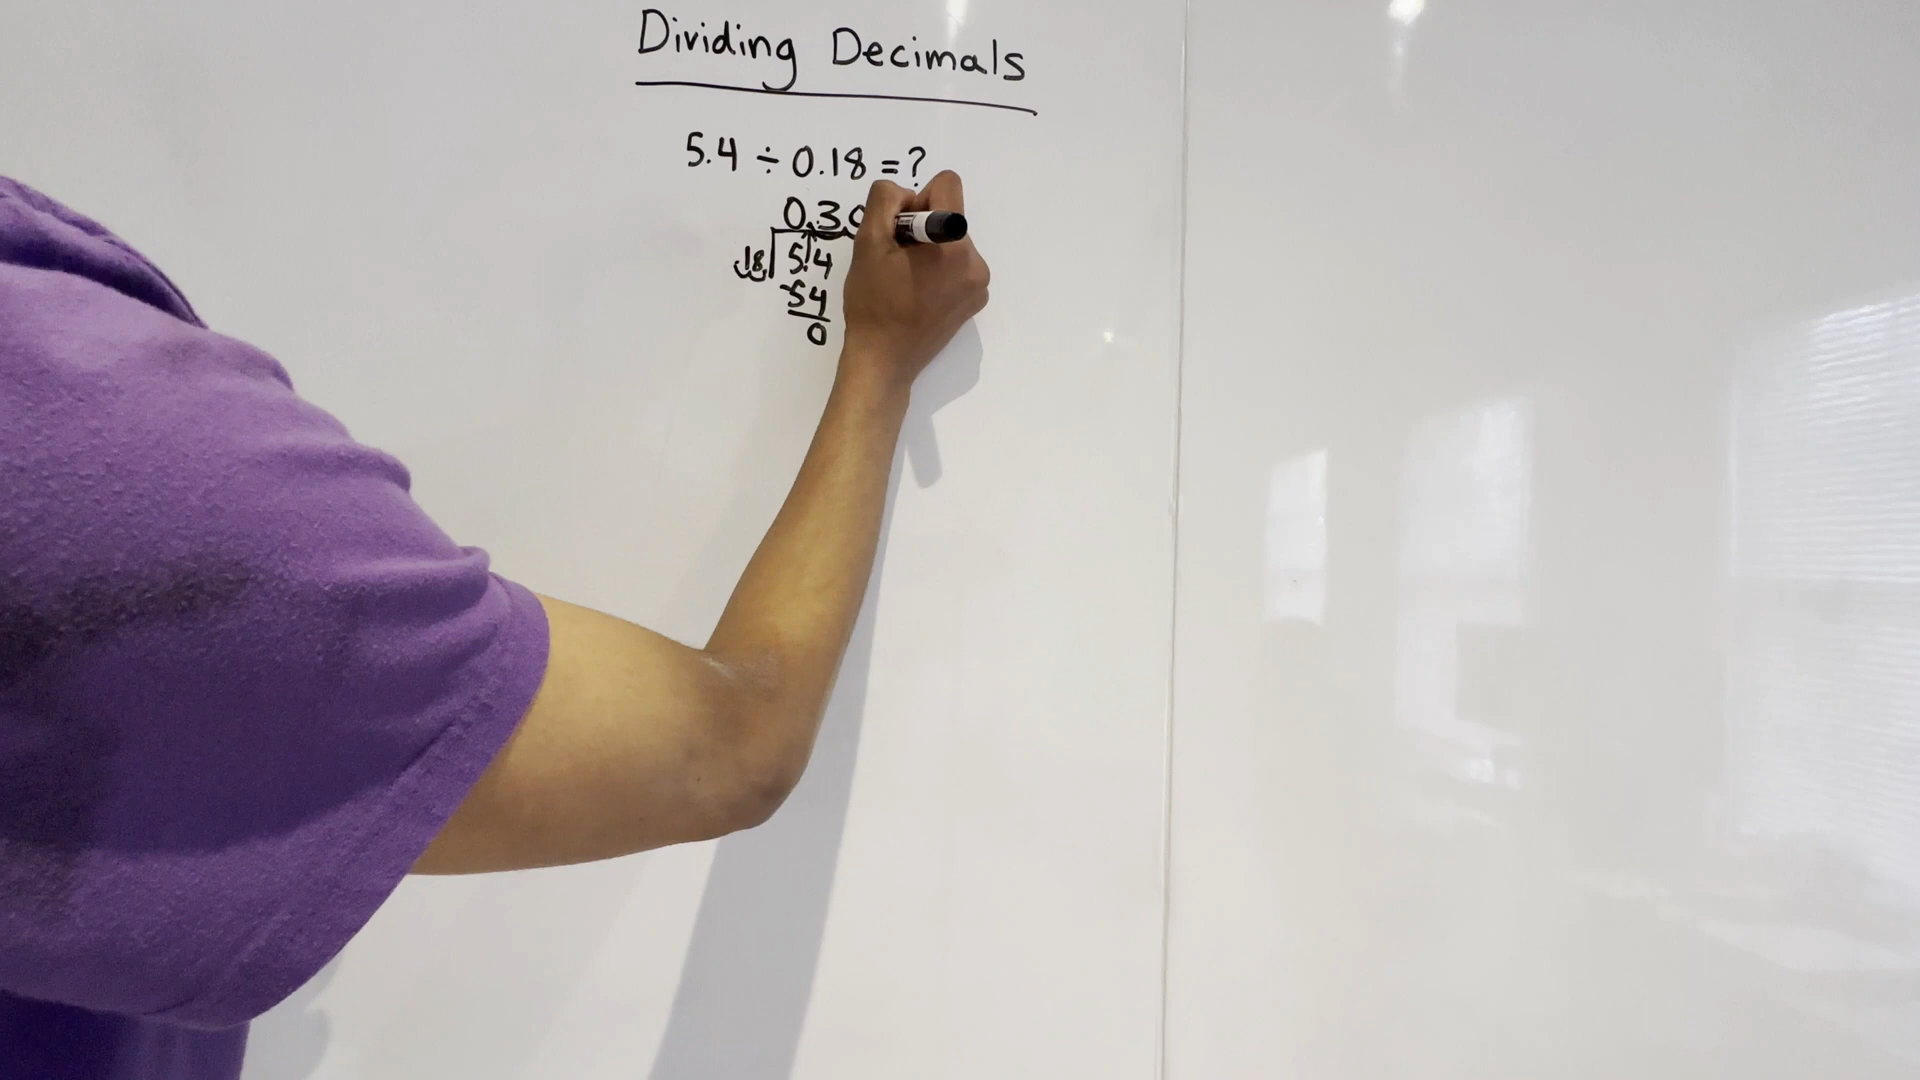 Dividing Decimals
5.4 ÷ 0.18 = ?
0.30
.18 5.4
-54
0